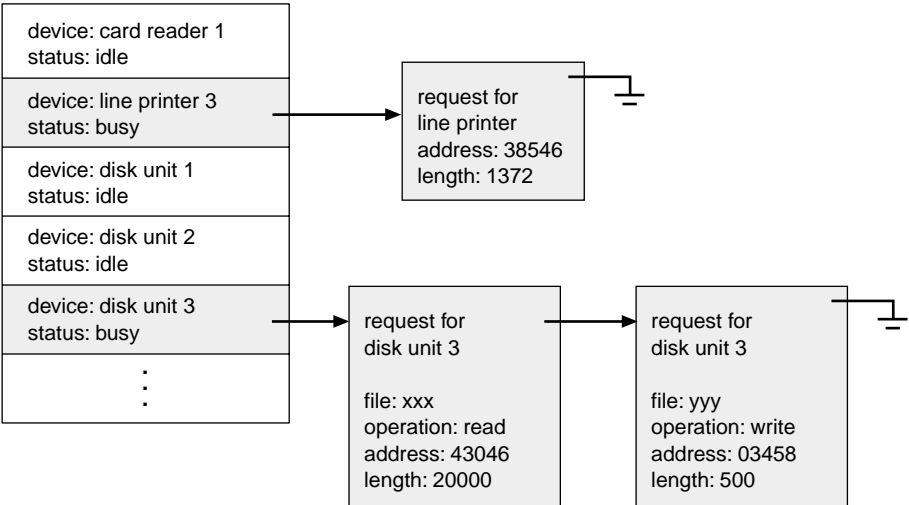 device: card reader 1
status: idle
device: line printer 3
status: busy
device: disk unit 1
status: idle
device: disk unit 2
status: idle
device: disk unit 3
status: busy
request for
line printer
address: 38546
length: 1372
request for
disk unit 3
file: xxx
operation: read
address: 43046
length: 20000
request for
disk unit 3
file: yyy
operation: write
address: 03458
length: 500